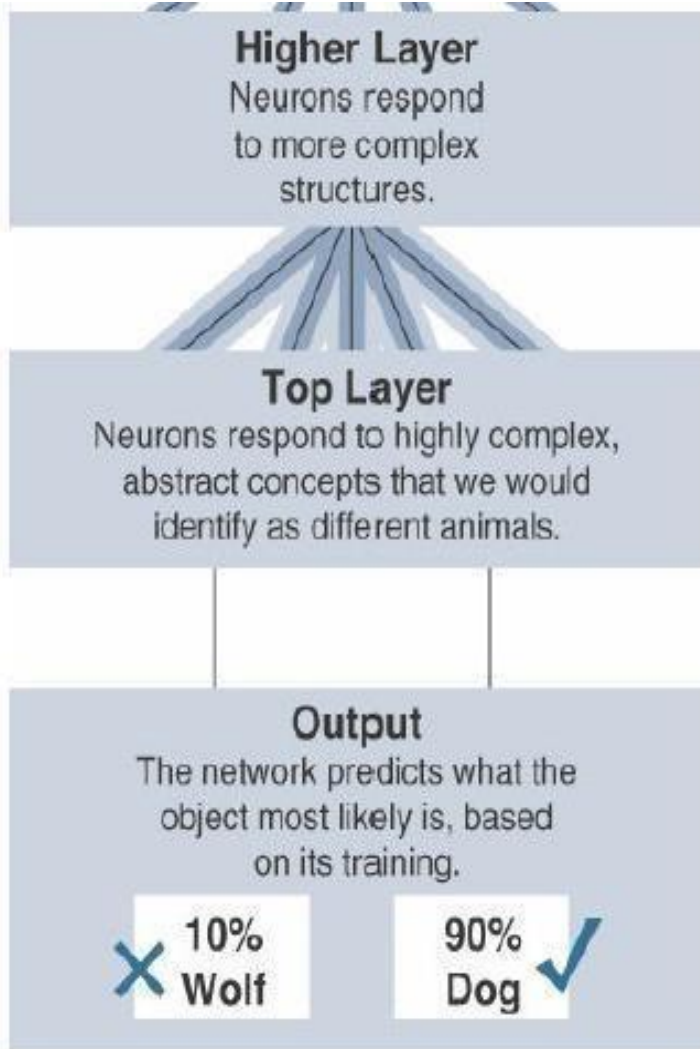 Higher Layer
Neurons respond
to more complex
structures.
Top Layer
Neurons respond to highly complex,
abstract concepts that we would
identify as different animals.
Output
The network predicts what the
object most likely is, based
on its training.
10%
Wolf
90%
Dog